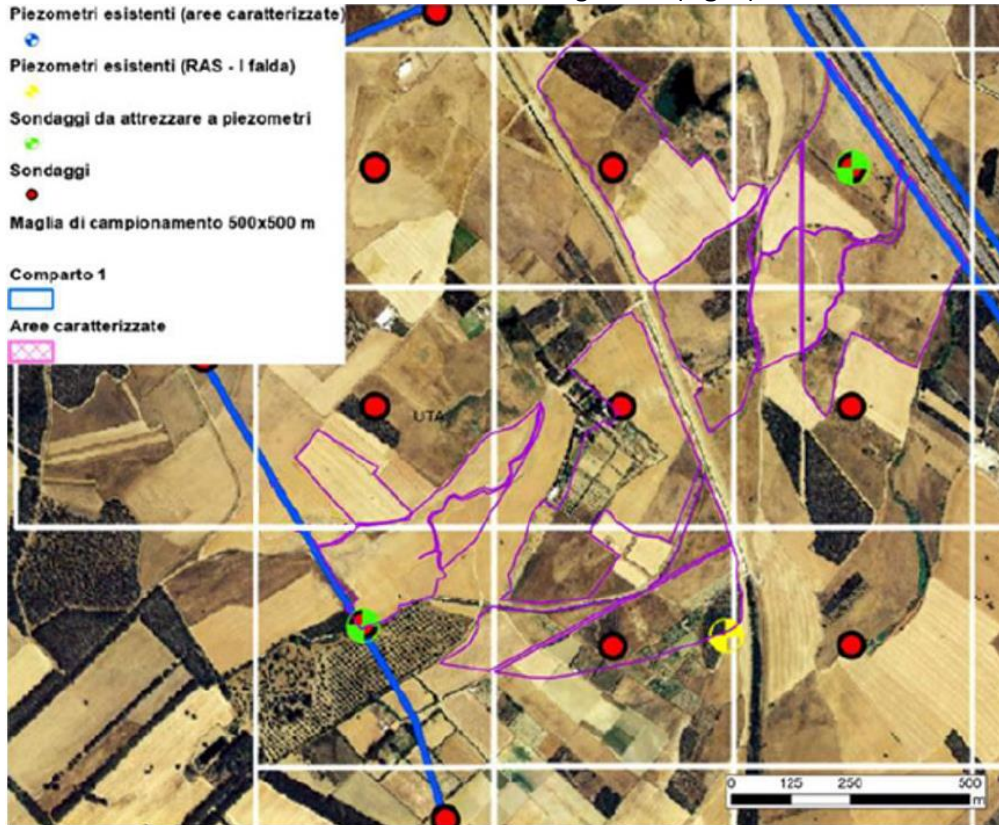 Piezometri esistenti (aree caratterizzate)
Piezometri esistenti (RAS - I falda)
Sondaggi da attrezzare a piezometri
Sondaggi
Maglia di campionamento 500x500 m
Comparto 1
Aree caratterizzate
UTA
0 125 250 500
m